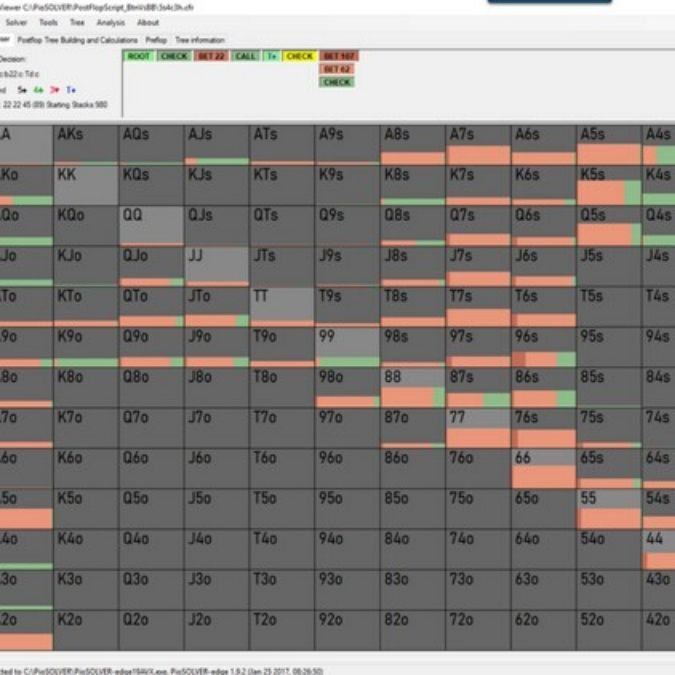 Viewer C:\PioSOLVER\PostFlopScript_BtnVsBB\5s4c3h.cfr
Solver Tools Tree Analysis About
Postflop Tree Building and Calculations Preflop Tree information
Decision: ROOT CHECK BET 22 CALL T♦ CHECK BET 107
BET 62
5♠ 4♣ 3♥ T♦ CHECK
: 22 22 45 (89) Starting Stacks:980
A AKs AQs AJs ATs A9s A8s A7s A6s A5s A4s
Ko KK KQs KJs KTs K9s K8s K7s K6s K5s K4s
Qo KQo QQ QJs QTs Q9s Q8s Q7s Q6s Q5s Q4s
Jo KJo QJo JJ JTs J9s J8s J7s J6s J5s J4s
To KTo QTo JTo TT T9s T8s T7s T6s T5s T4s
9o K9o Q9o J9o T9o 99 98s 97s 96s 95s 94s
8o K8o Q8o J8o T8o 98o 88 87s 86s 85s 84s
7o K7o Q7o J7o T7o 97o 87o 77 76s 75s 74s
6o K6o Q6o J6o T6o 96o 86o 76o 66 65s 64s
5o K5o Q5o J5o T5o 95o 85o 75o 65o 55 54s
4o K4o Q4o J4o T4o 94o 84o 74o 64o 54o 44
3o K3o Q3o J3o T3o 93o 83o 73o 63o 53o 43o
2o K2o Q2o J2o T2o 92o 82o 72o 62o 52o 42o
cted to C:\PioSOLVER\PioSOLVER-edge19AVX.exe. PioSOLVER-edge 1.9.2 (Jan 25 2017, 08:26:50)